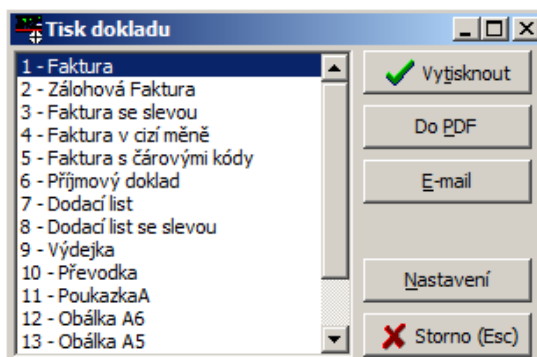 Tisk dokladu
1 - Faktura
2 - Zálohová Faktura
3 - Faktura se slevou
4 - Faktura v cizí měně
5 - Faktura s čárovými kódy
6 - Příjmový doklad
7 - Dodací list
8 - Dodací list se slevou
9 - Výdejka
10 - Převodka
11 - PoukazkaA
12 - Obálka A6
13 - Obálka A5
Vytisknout
Do PDF
E-mail
Nastavení
Storno (Esc)